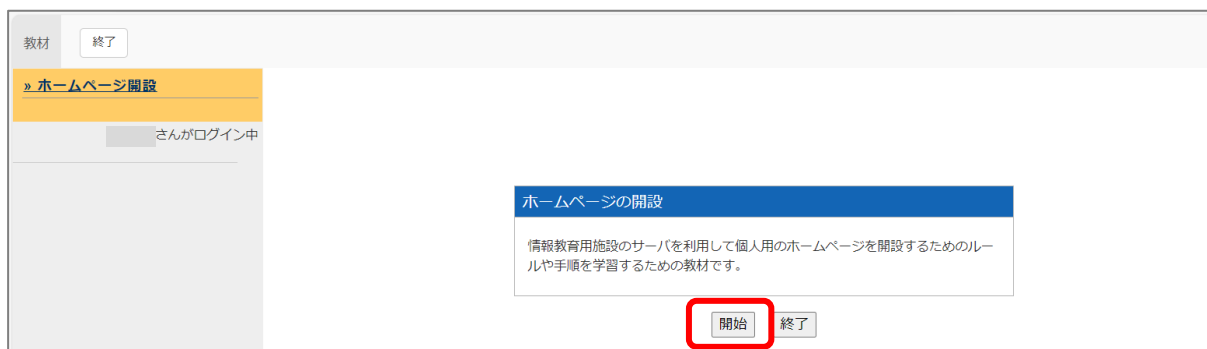 教材
終了
» ホームページ開設
さんがログイン中
ホームページの開設
情報教育用施設のサーバを利用して個人用のホームページを開設するためのルー
ルや手順を学習するための教材です。
開始
終了